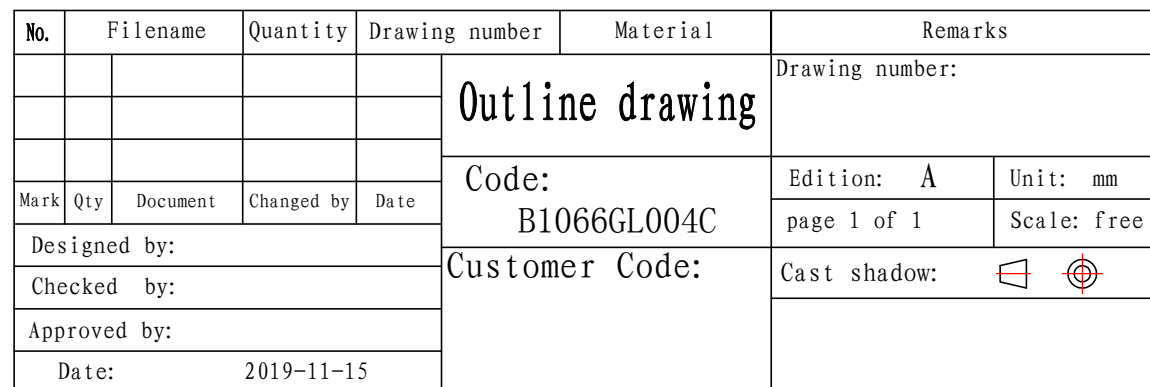 No. Filename Quantity Drawing number Material Remarks
Outline drawing
Drawing number:
Mark Qty Document Changed by Date
Code:
B1066GL004C
Edition: A
Unit: mm
page 1 of 1
Scale: free
Designed by:
Checked by:
Approved by:
Date: 2019-11-15
Customer Code:
Cast shadow: